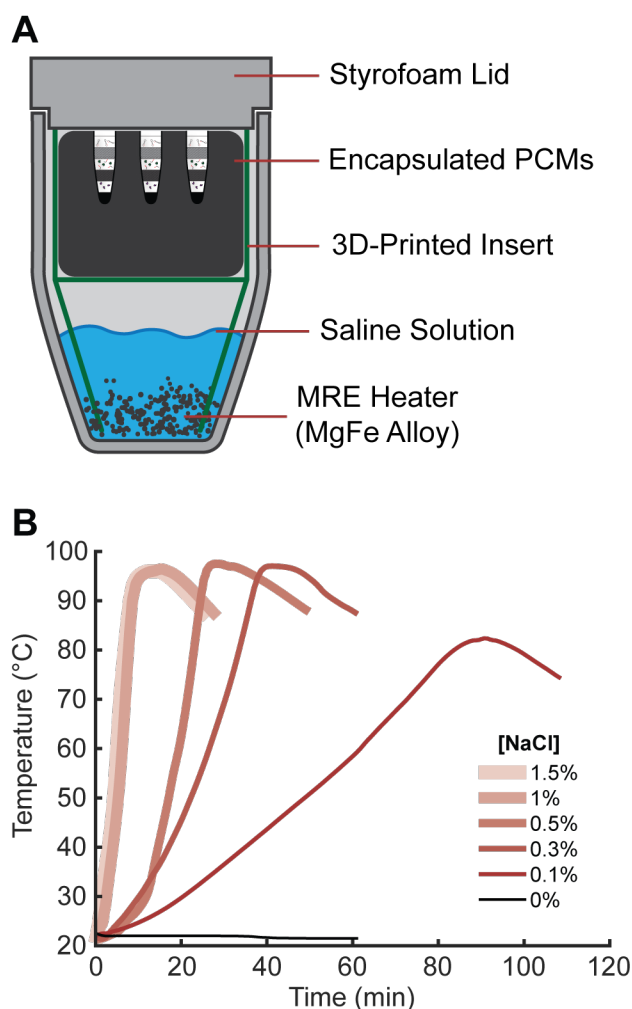 A
Styrofoam Lid
Encapsulated PCMs
3D-Printed Insert
Saline Solution
MRE Heater
(MgFe Alloy)
B
Temperature (°C)
100
90
80
70
60
50
40
30
20
[NaCl]
1.5%
1%
0.5%
0.3%
0.1%
0%
0 20 40 60 80 100 120
Time (min)